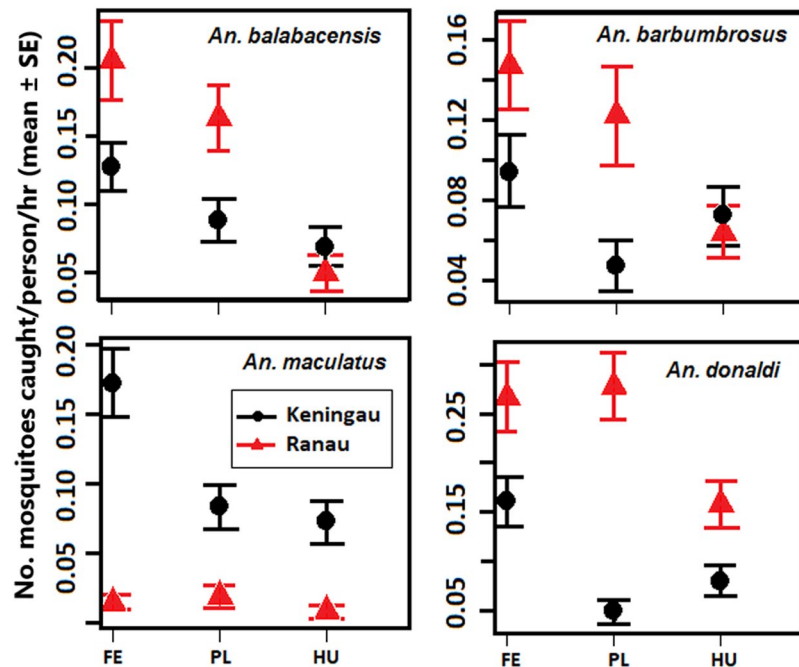 No. mosquitoes caught/person/hr (mean ± SE)
An. balabacensis
0.20
0.15
0.10
0.05
An. barbumbrosus
0.16
0.12
0.08
0.04
An. maculatus
0.20
0.15
0.10
0.05
Keningau
Ranau
FE PL HU
An. donaldi
0.25
0.15
0.05
FE PL HU